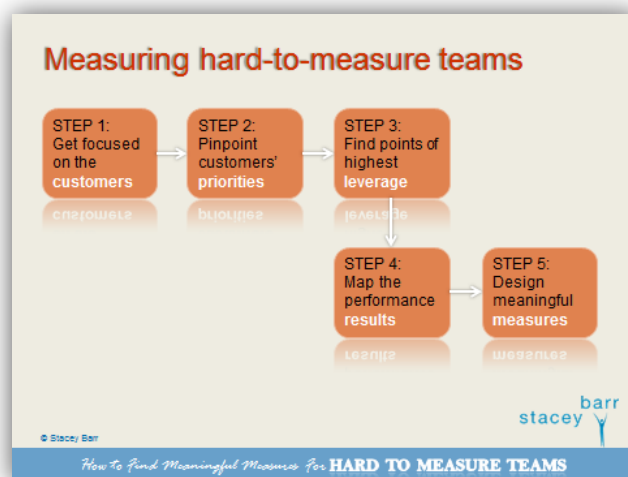 Measuring hard-to-measure teams
STEP 1:
Get focused
on the
customers
STEP 2:
Pinpoint
customers'
priorities
STEP 3:
Find points of
highest
leverage
STEP 4:
Map the
performance
results
STEP 5:
Design
meaningful
measures
barr
stacey
© Stacey Barr
How to Find Meaningful Measures For HARD TO MEASURE TEAMS